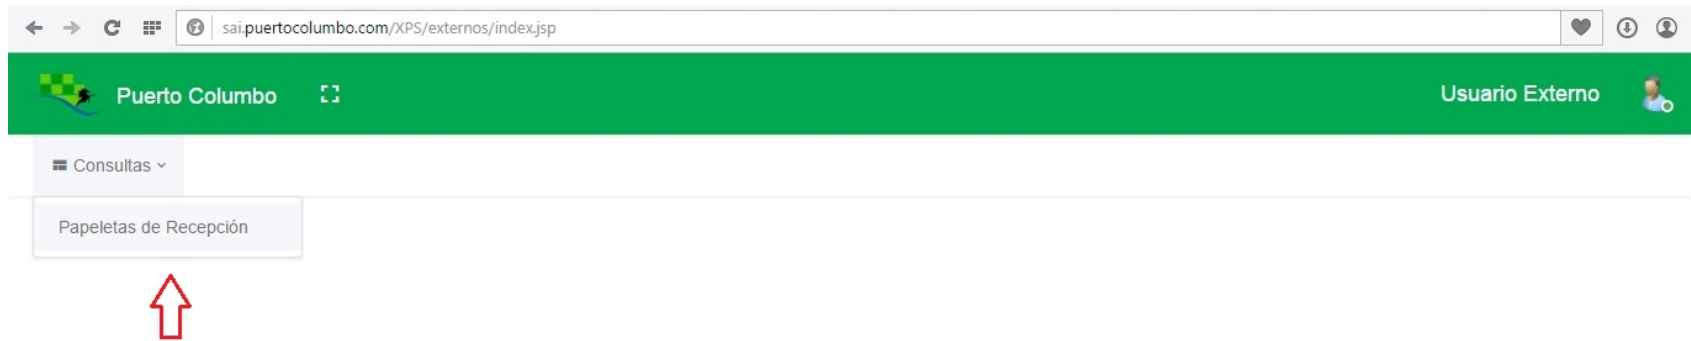 sai.puertocolumbo.com/XPS/externos/index.jsp
Puerto Columbo
Usuario Externo
Consultas
Papeletas de Recepción